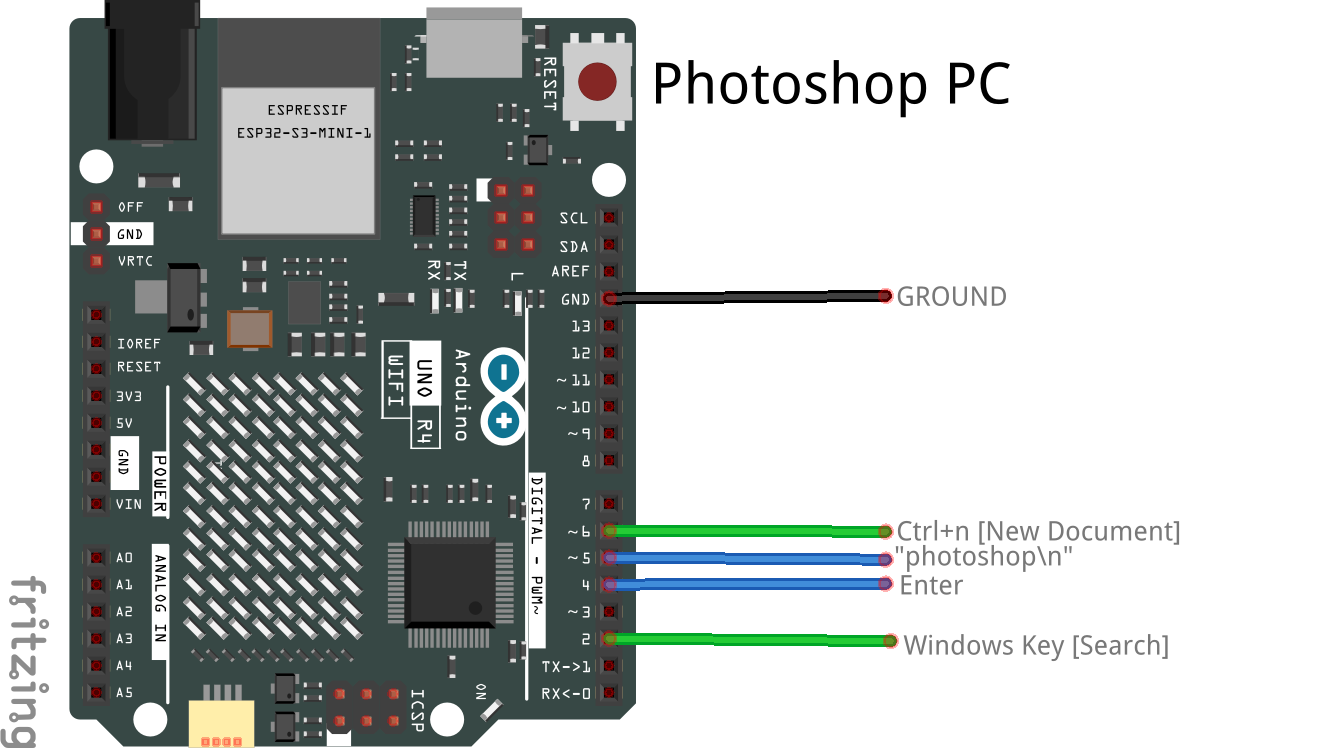 Photoshop PC
ESPRESSIF
ESP32-S3-MINI-1
RESET
OFF
GND
VRTC
SCL
SDA
AREF
GND
13
12
~11
~10
~9
8
7
~6
~5
4
~3
2
TX->1
RX<-0
RX
TX
L
IOREF
RESET
3V3
5V
GND
VIN
POWER
A0
A1
A2
A3
A4
A5
ANALOG IN
WIFI
UNO
R4
Arduino
DIGITAL - PWM~
ICSP
ON
GROUND
Ctrl+n [New Document]
"photoshop\n"
Enter
Windows Key [Search]
fritzing